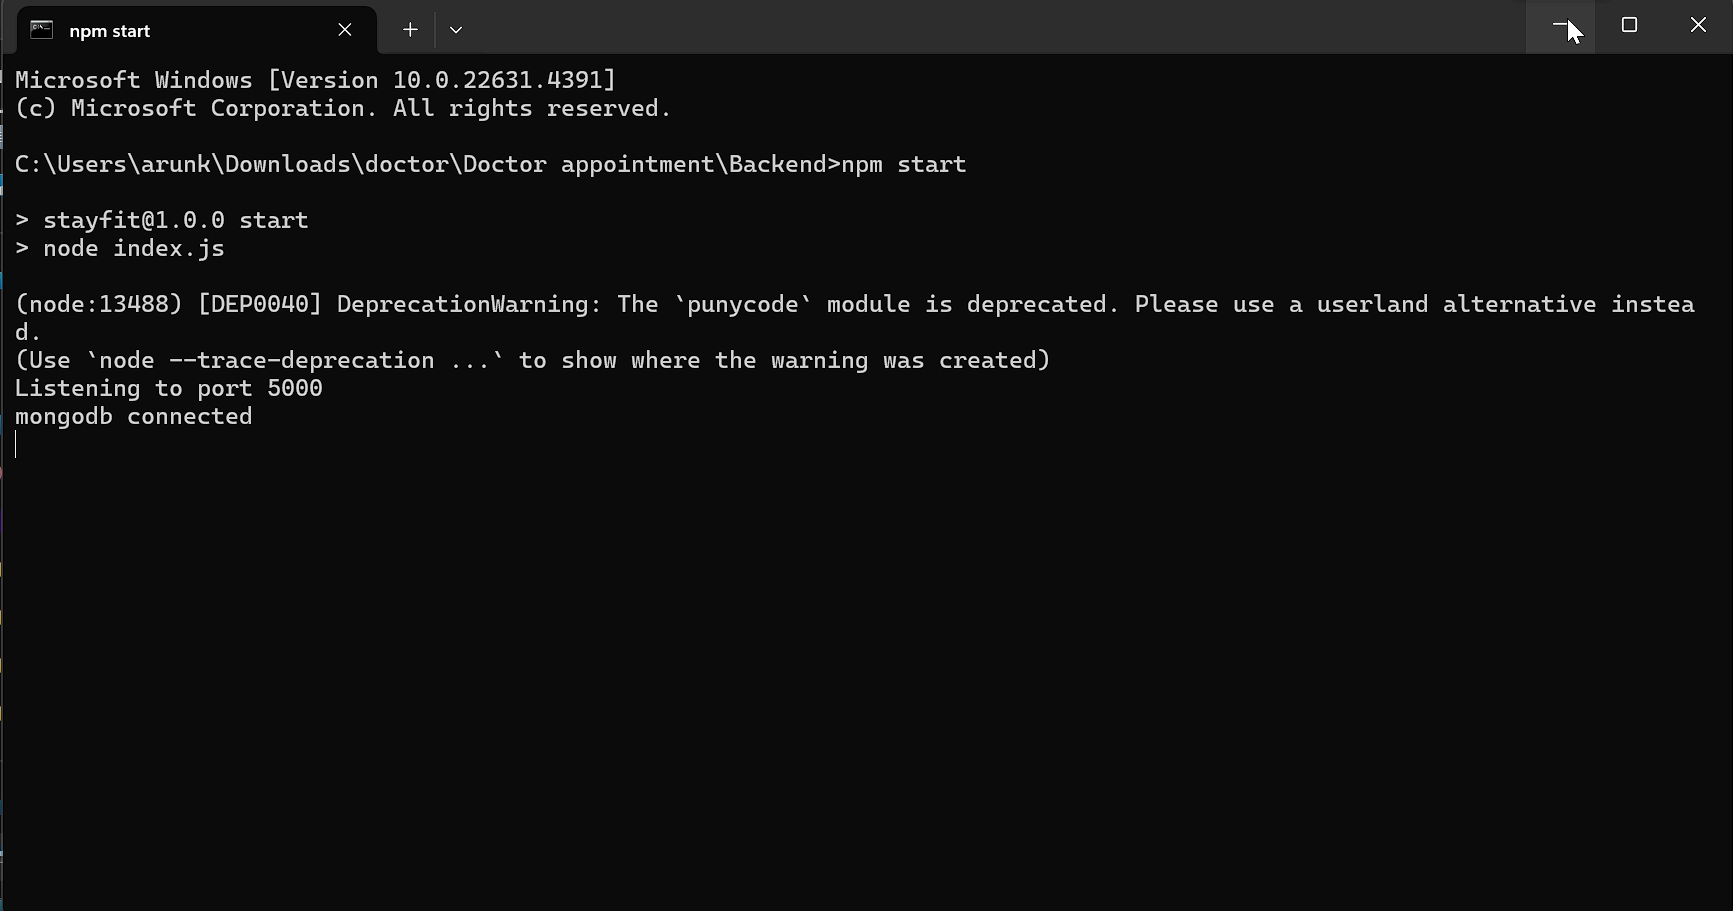 npm start
Microsoft Windows [Version 10.0.22631.4391]
(c) Microsoft Corporation. All rights reserved.
C:\Users\arunk\Downloads\doctor\Doctor appointment\Backend>npm start
> stayfit@1.0.0 start
> node index.js
(node:13488) [DEP0040] DeprecationWarning: The `punycode` module is deprecated. Please use a userland alternative instea
d.
(Use `node --trace-deprecation ...` to show where the warning was created)
Listening to port 5000
mongodb connected